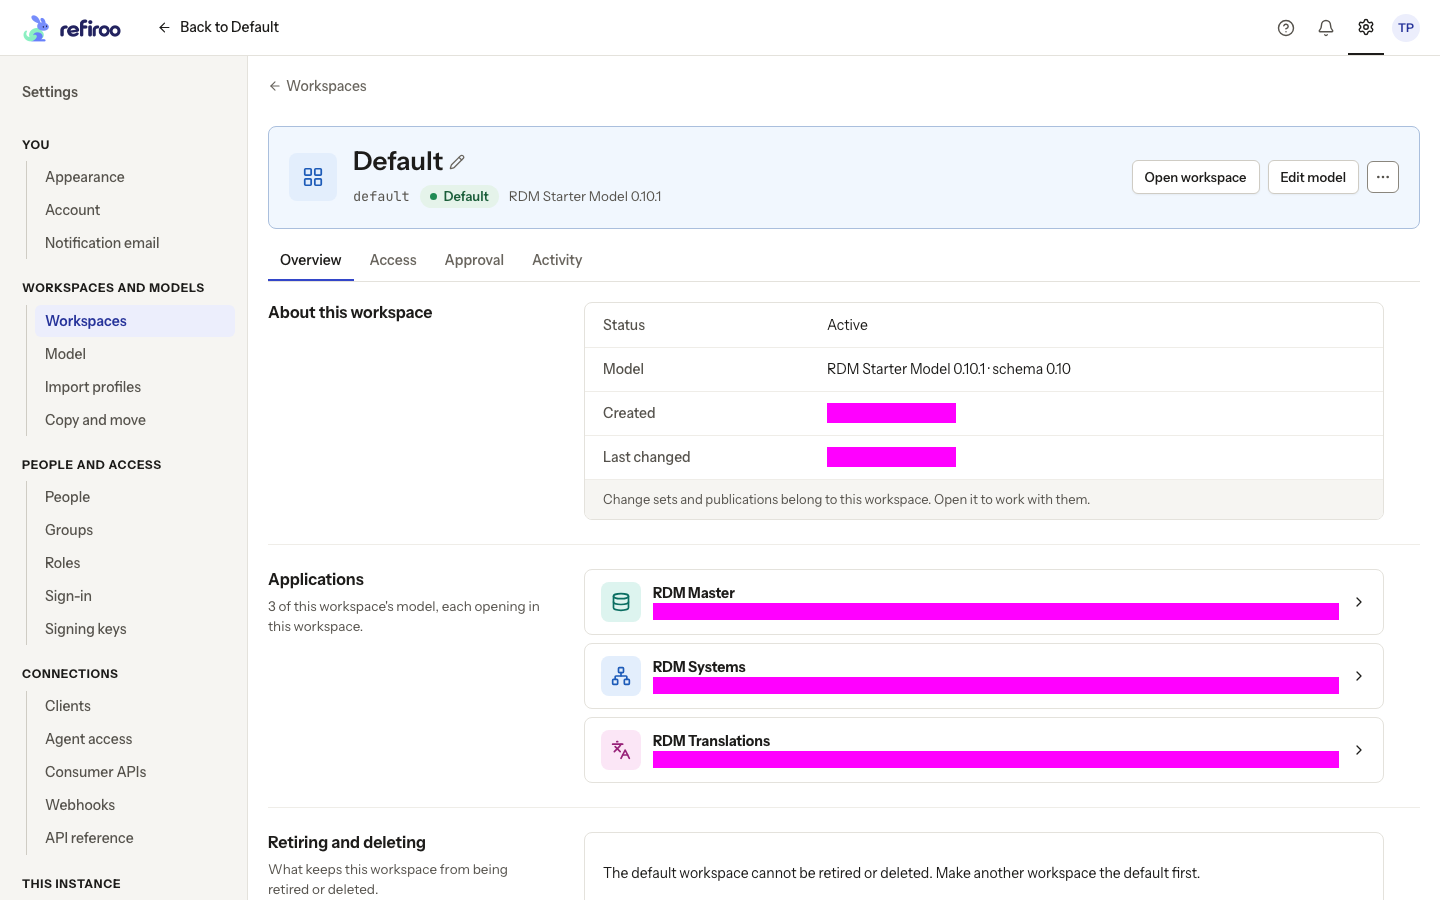 refiroo
Back to Default
TP
Settings
YOU
Appearance
Account
Notification email
WORKSPACES AND MODELS
Workspaces
Model
Import profiles
Copy and move
PEOPLE AND ACCESS
People
Groups
Roles
Sign-in
Signing keys
CONNECTIONS
Clients
Agent access
Consumer APIs
Webhooks
API reference
THIS INSTANCE
Workspaces
Default
default
Default
RDM Starter Model 0.10.1
Open workspace
Edit model
Overview
Access
Approval
Activity
About this workspace
Status
Active
Model
RDM Starter Model 0.10.1 · schema 0.10
Created
Last changed
Change sets and publications belong to this workspace. Open it to work with them.
Applications
3 of this workspace's model, each opening in
this workspace.
RDM Master
RDM Systems
RDM Translations
Retiring and deleting
What keeps this workspace from being
retired or deleted.
The default workspace cannot be retired or deleted. Make another workspace the default first.